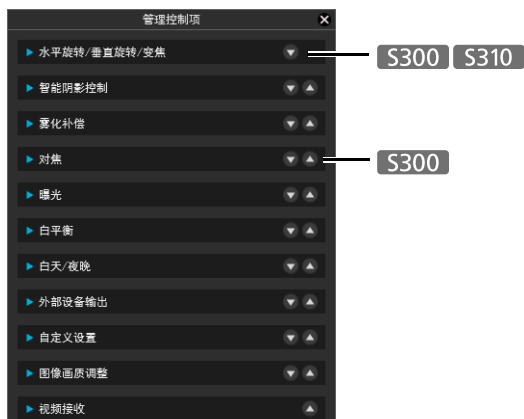 管理控制项
水平旋转/垂直旋转/变焦
S300 S310
智能阴影控制
雾化补偿
对焦
S300
曝光
白平衡
白天/夜晚
外部设备输出
自定义设置
图像画质调整
视频接收